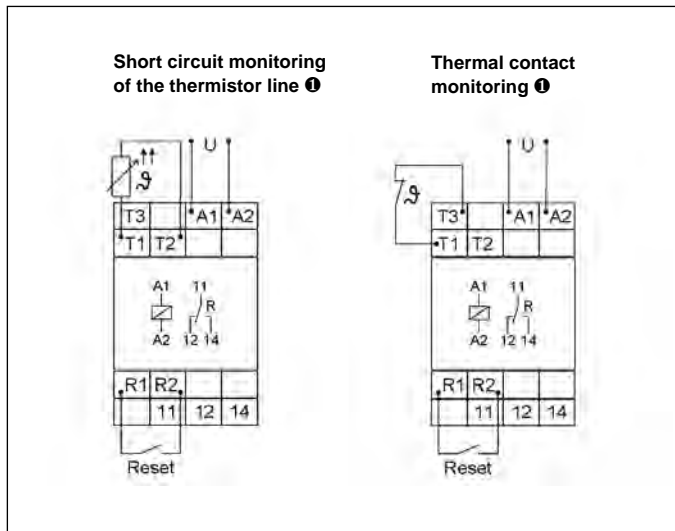 Short circuit monitoring
of the thermistor line ❶
Thermal contact
monitoring ❶
U
ϑ
T3 A1 A2
T1 T2
A1 11
R
A2 12 14
R1 R2
11 12 14
Reset
U
ϑ
T3 A1 A2
T1 T2
A1 11
R
A2 12 14
R1 R2
11 12 14
Reset